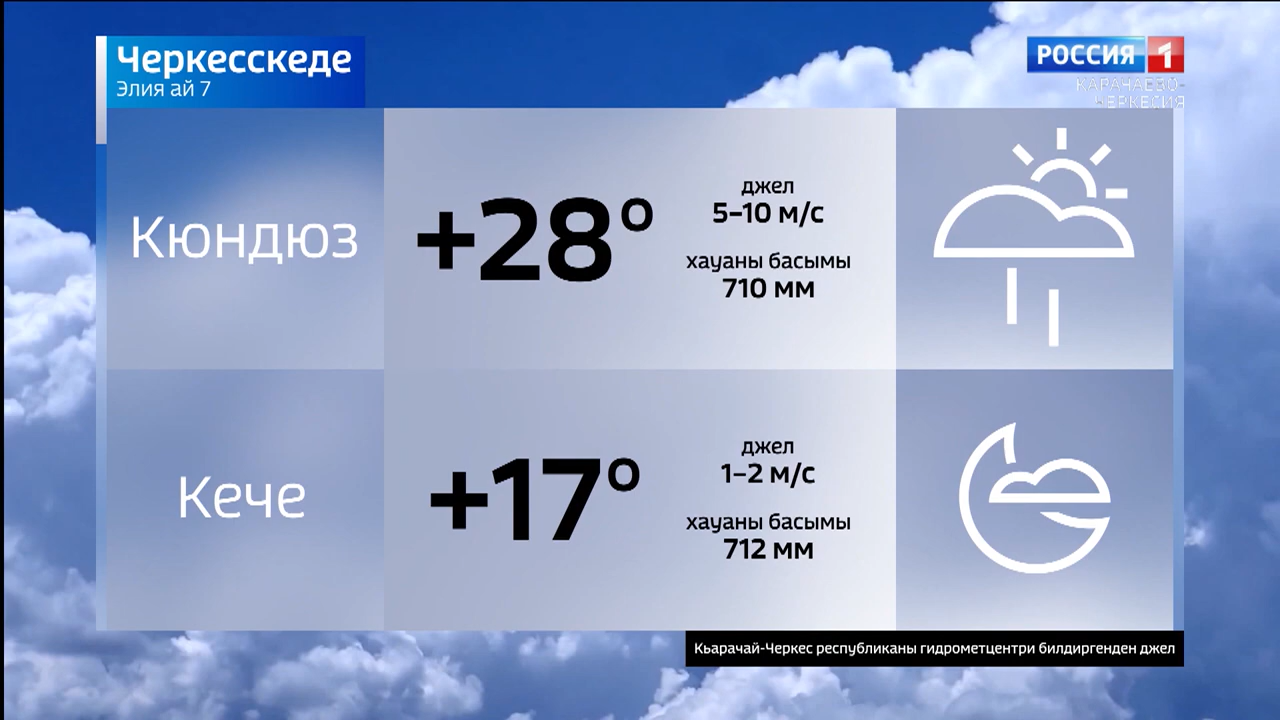 Черкесскеде
Элия ай 7
РОССИЯ 1
КАРАЧАЕВО-
ЧЕРКЕСИЯ
Кюндюз
+28°
джел
5-10 м/с
хауаны басымы
710 мм
Кече
+17°
джел
1-2 м/с
хауаны басымы
712 мм
Кьарачай-Черкес республиканы гидрометцентри билдиргенден джел